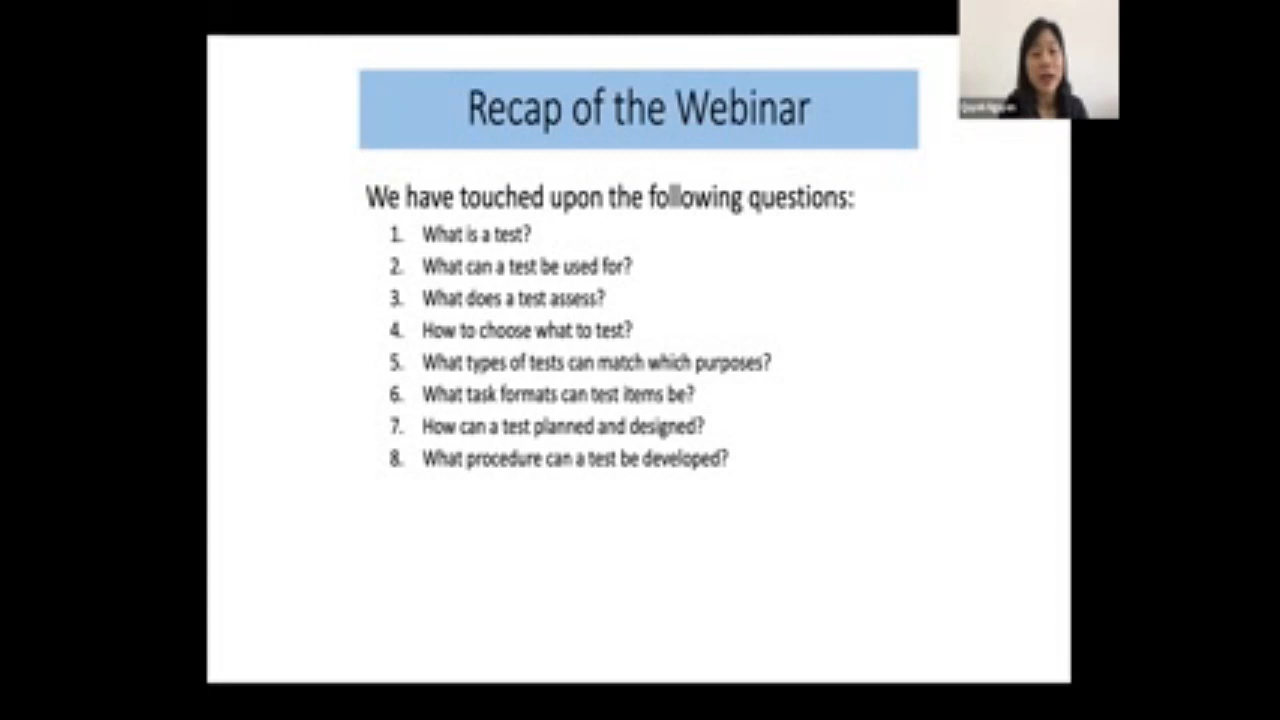 Recap of the Webinar
We have touched upon the following questions:
1. What is a test?
2. What can a test be used for?
3. What does a test assess?
4. How to choose what to test?
5. What types of tests can match which purposes?
6. What task formats can test items be?
7. How can a test planned and designed?
8. What procedure can a test be developed?